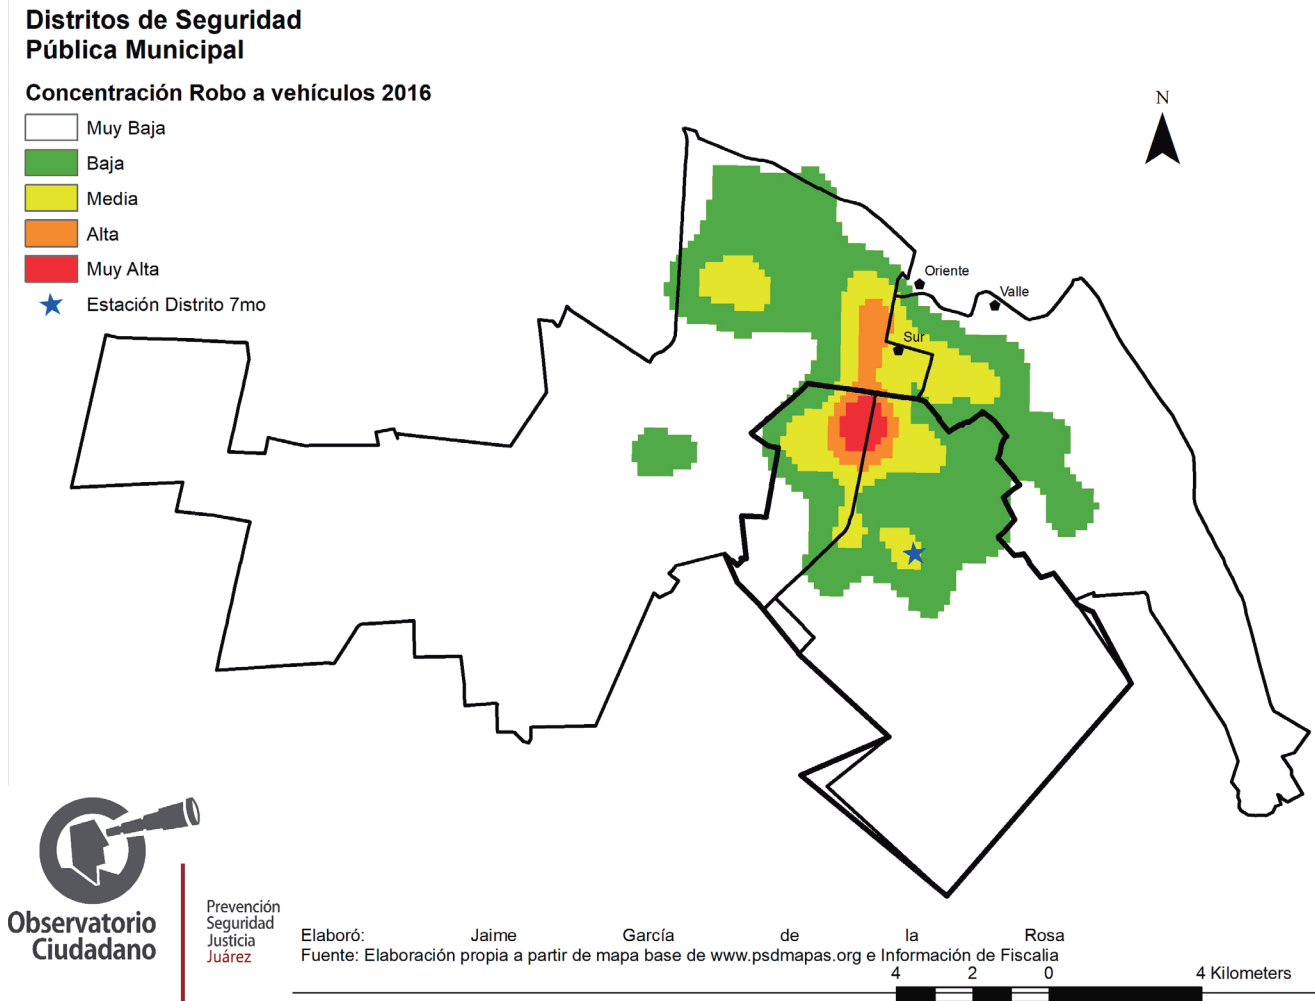 Distritos de Seguridad
Pública Municipal
Concentración Robo a vehículos 2016
Muy Baja
Baja
Media
Alta
Muy Alta
Estación Distrito 7mo
N
Oriente
Valle
Sur
Observatorio
Ciudadano
Prevención
Seguridad
Justicia
Juárez
Elaboró: Jaime García de la Rosa
Fuente: Elaboración propia a partir de mapa base de www.psdmapas.org e Información de Fiscalia
4 2 0 4 Kilometers